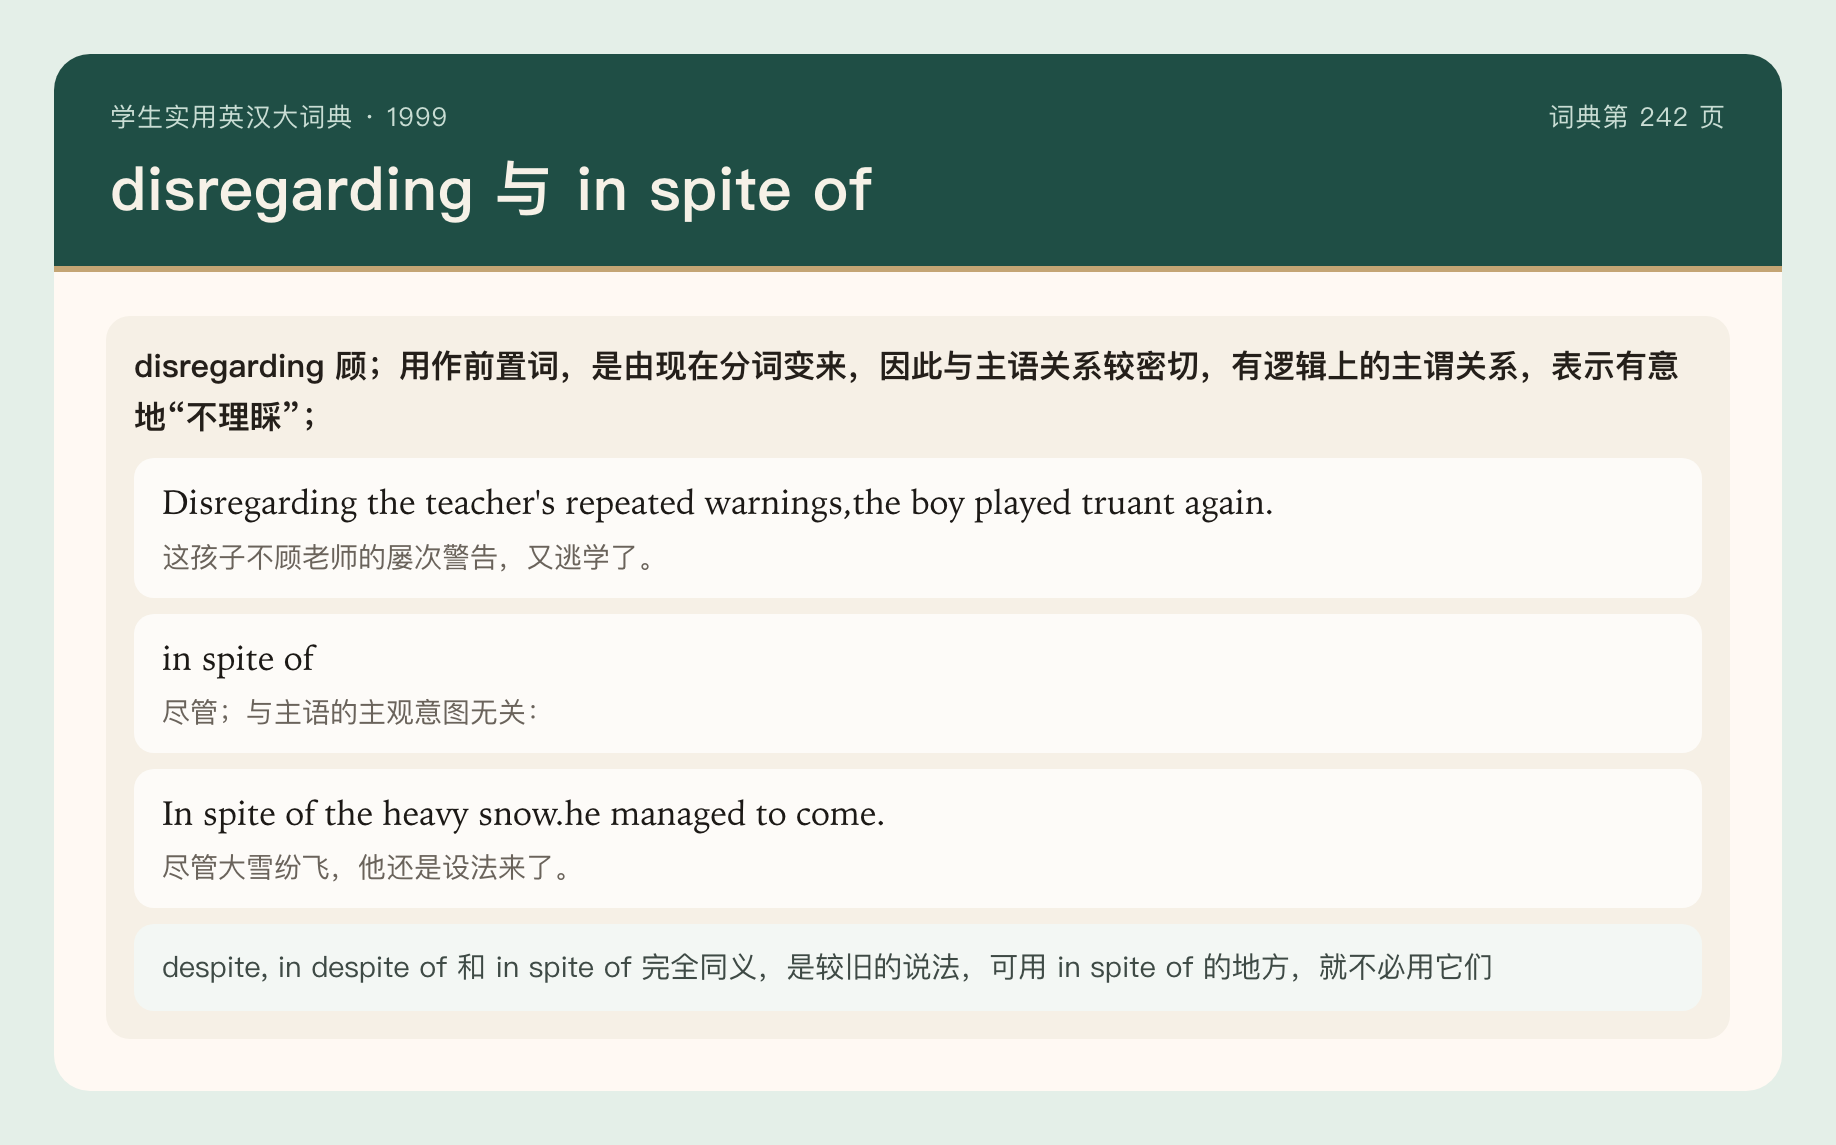 学生实用英汉大词典 · 1999
词典第 242 页
disregarding 与 in spite of
disregarding 顾；用作前置词，是由现在分词变来，因此与主语关系较密切，有逻辑上的主谓关系，表示有意
地“不理睬”；
Disregarding the teacher's repeated warnings,the boy played truant again.
这孩子不顾老师的屡次警告，又逃学了。
in spite of
尽管；与主语的主观意图无关：
In spite of the heavy snow.he managed to come.
尽管大雪纷飞，他还是设法来了。
despite, in despite of 和 in spite of 完全同义，是较旧的说法，可用 in spite of 的地方，就不必用它们